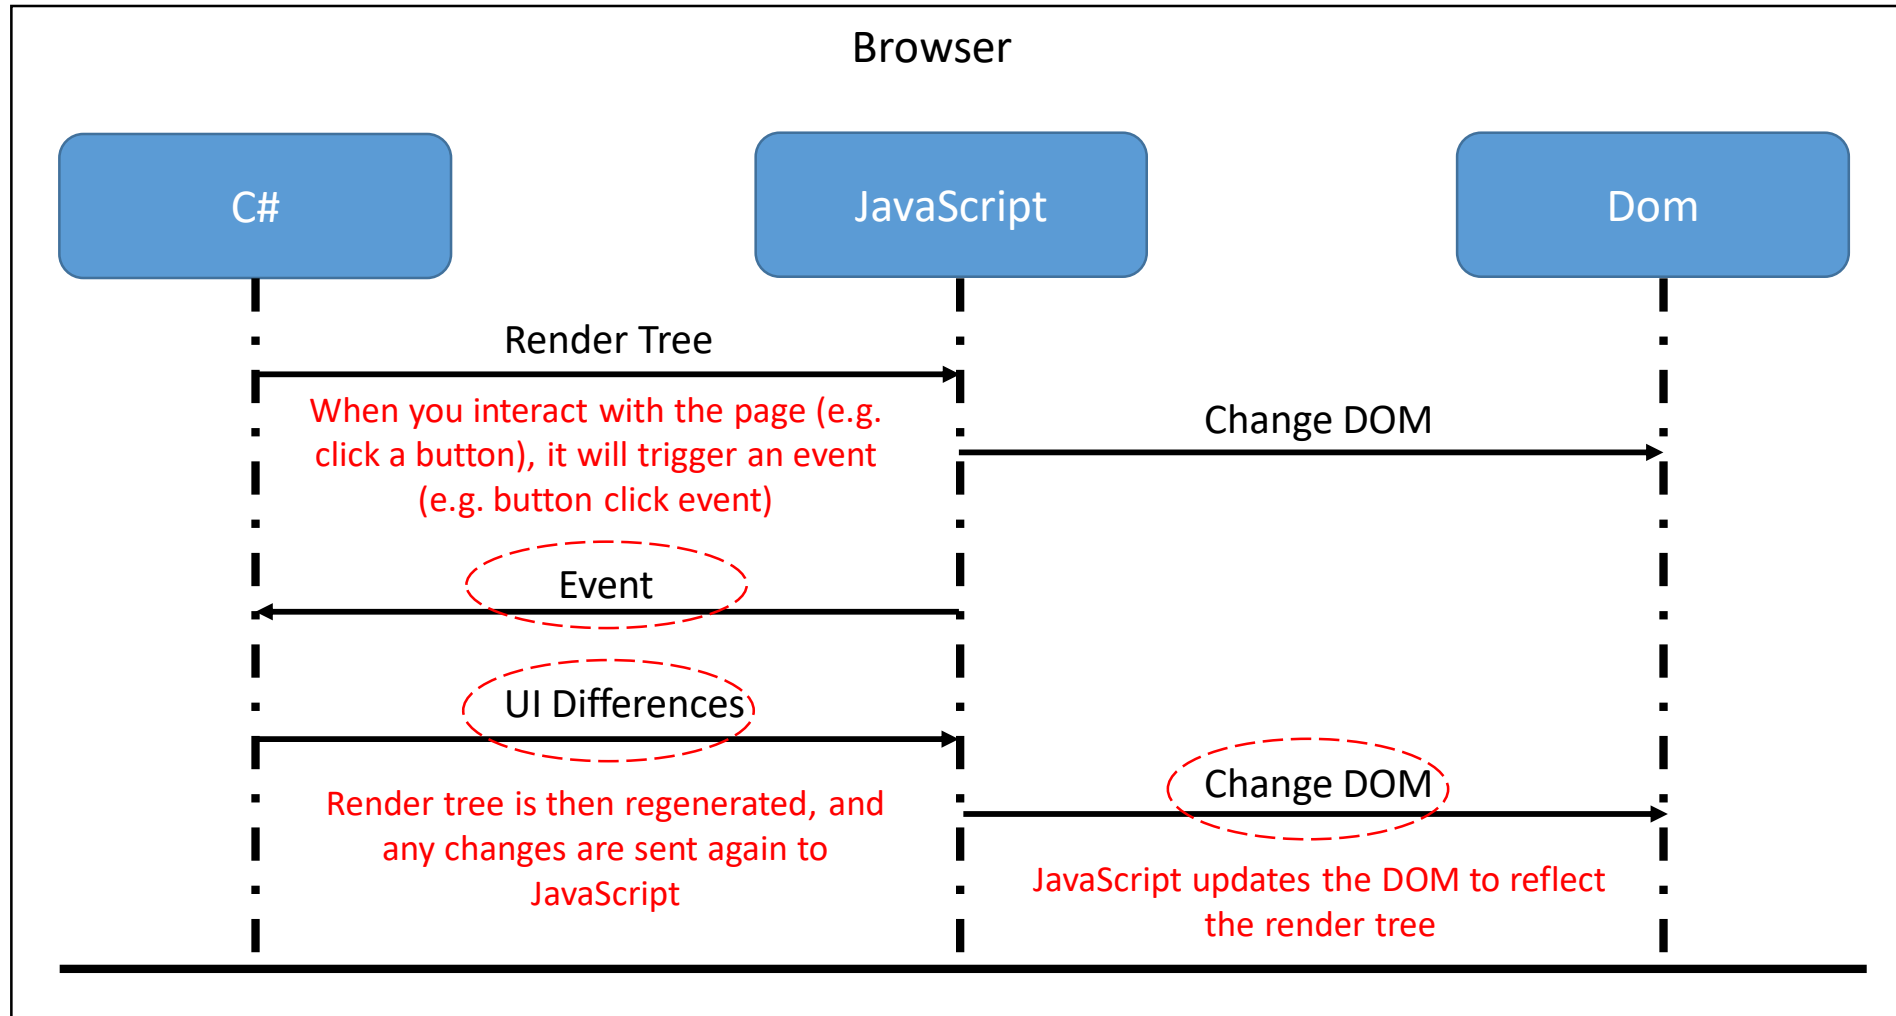 Browser
C#
JavaScript
Dom
Render Tree
When you interact with the page (e.g.
click a button), it will trigger an event
(e.g. button click event)
Change DOM
Event
UI Differences
Render tree is then regenerated, and
any changes are sent again to
JavaScript
Change DOM
JavaScript updates the DOM to reflect
the render tree